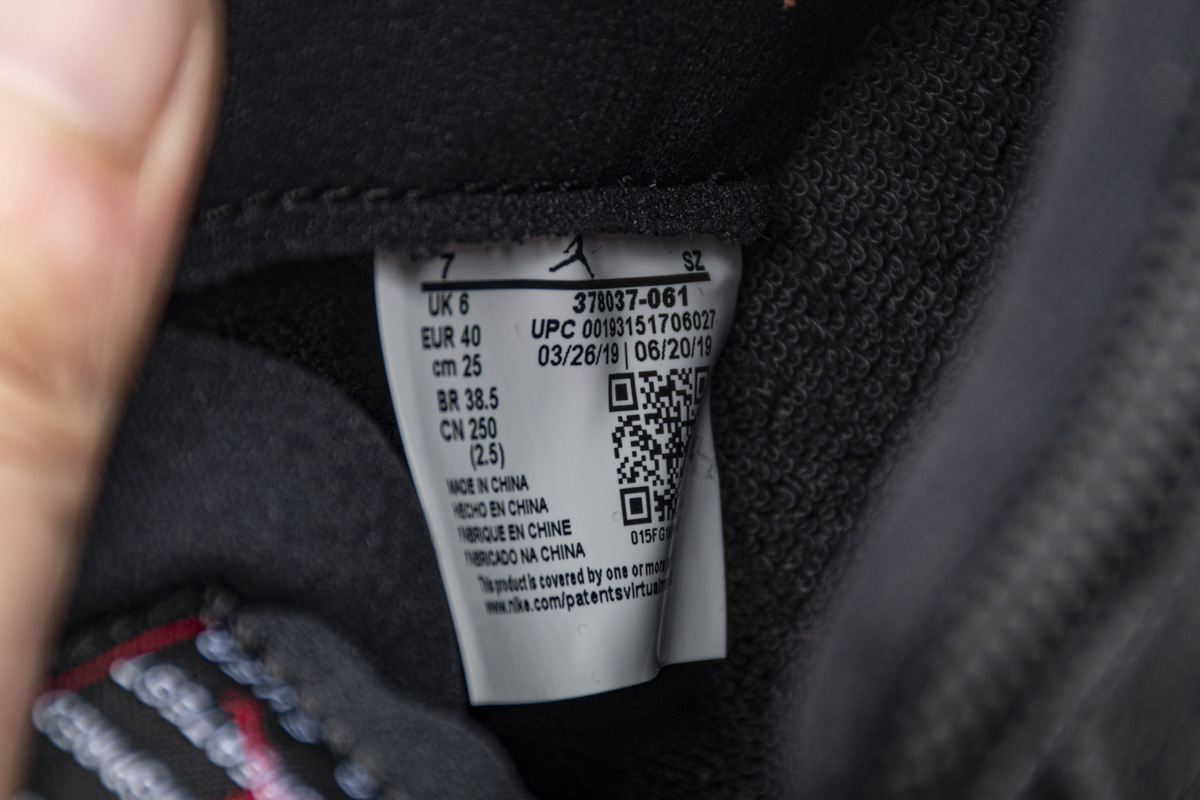 7 SZ
UK 6 378037-061
EUR 40 UPC 00193151706027
cm 25 03/26/19 | 06/20/19
BR 38.5
CN 250
(2.5)
MADE IN CHINA
HECHO EN CHINA
FABRIQUE EN CHINE
FABRICADO NA CHINA
015FG
This product is covered by one or more
www.nike.com/patentsvirtual